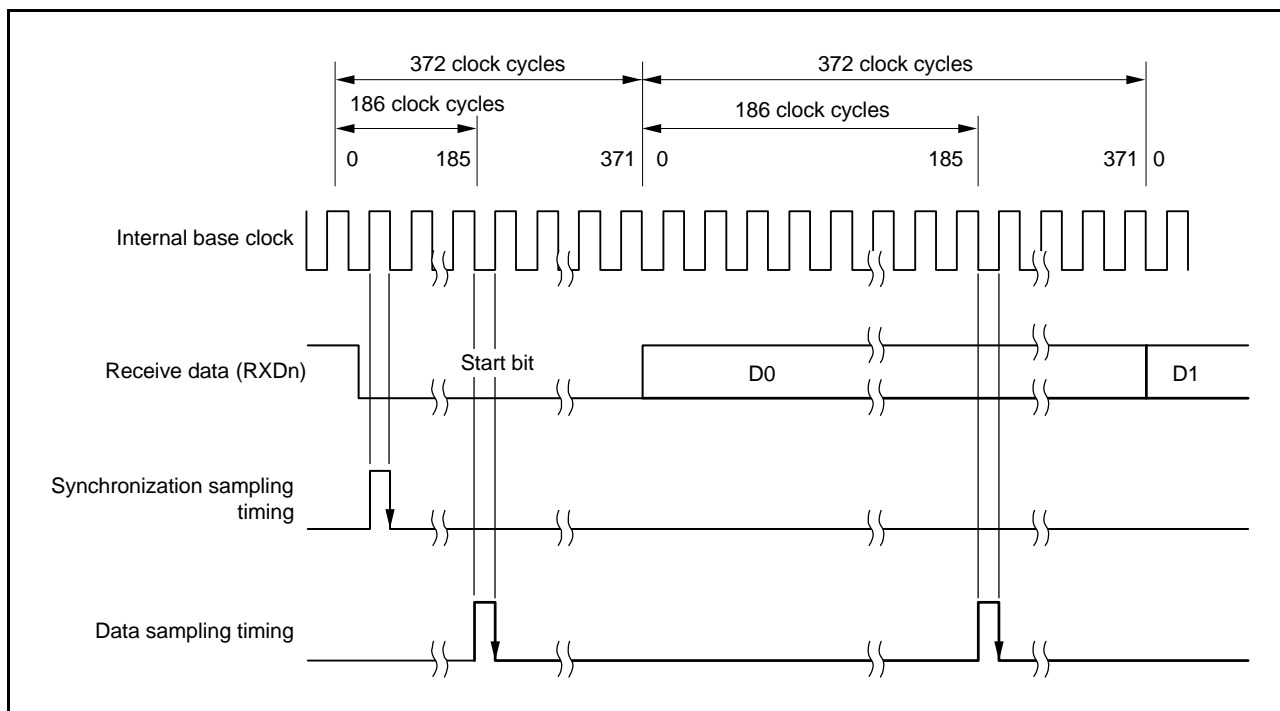 372 clock cycles 372 clock cycles
186 clock cycles 186 clock cycles
0 185 371 0 185 371 0
Internal base clock
Receive data (RXDn) Start bit D0 D1
Synchronization sampling
timing
Data sampling timing